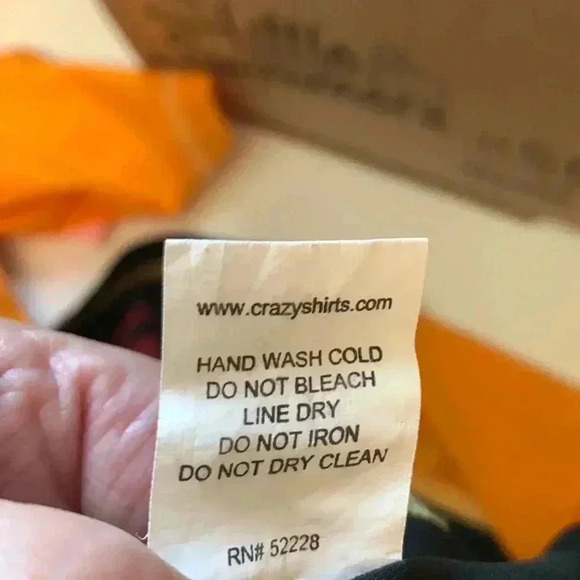 www.crazyshirts.com
HAND WASH COLD
DO NOT BLEACH
LINE DRY
DO NOT IRON
DO NOT DRY CLEAN
RN# 52228